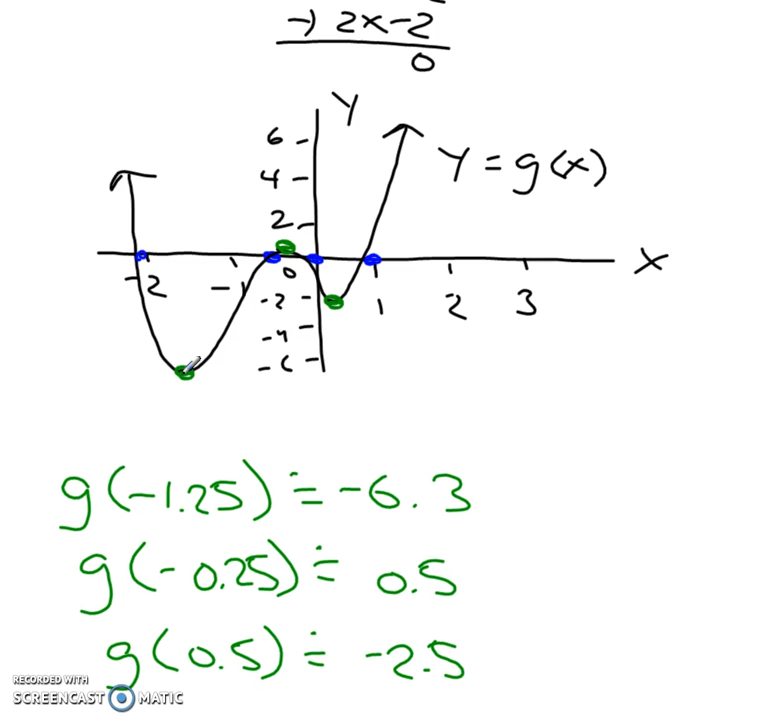 -) 2x-2
0
Y
6
4
Y = g(x)
2
0
X
-2
-1
-2
1
2
3
-4
-6
g(-1.25) ≐ -6.3
g(-0.25) ≐ 0.5
g(0.5) ≐ -2.5
RECORDED WITH
SCREENCAST MATIC